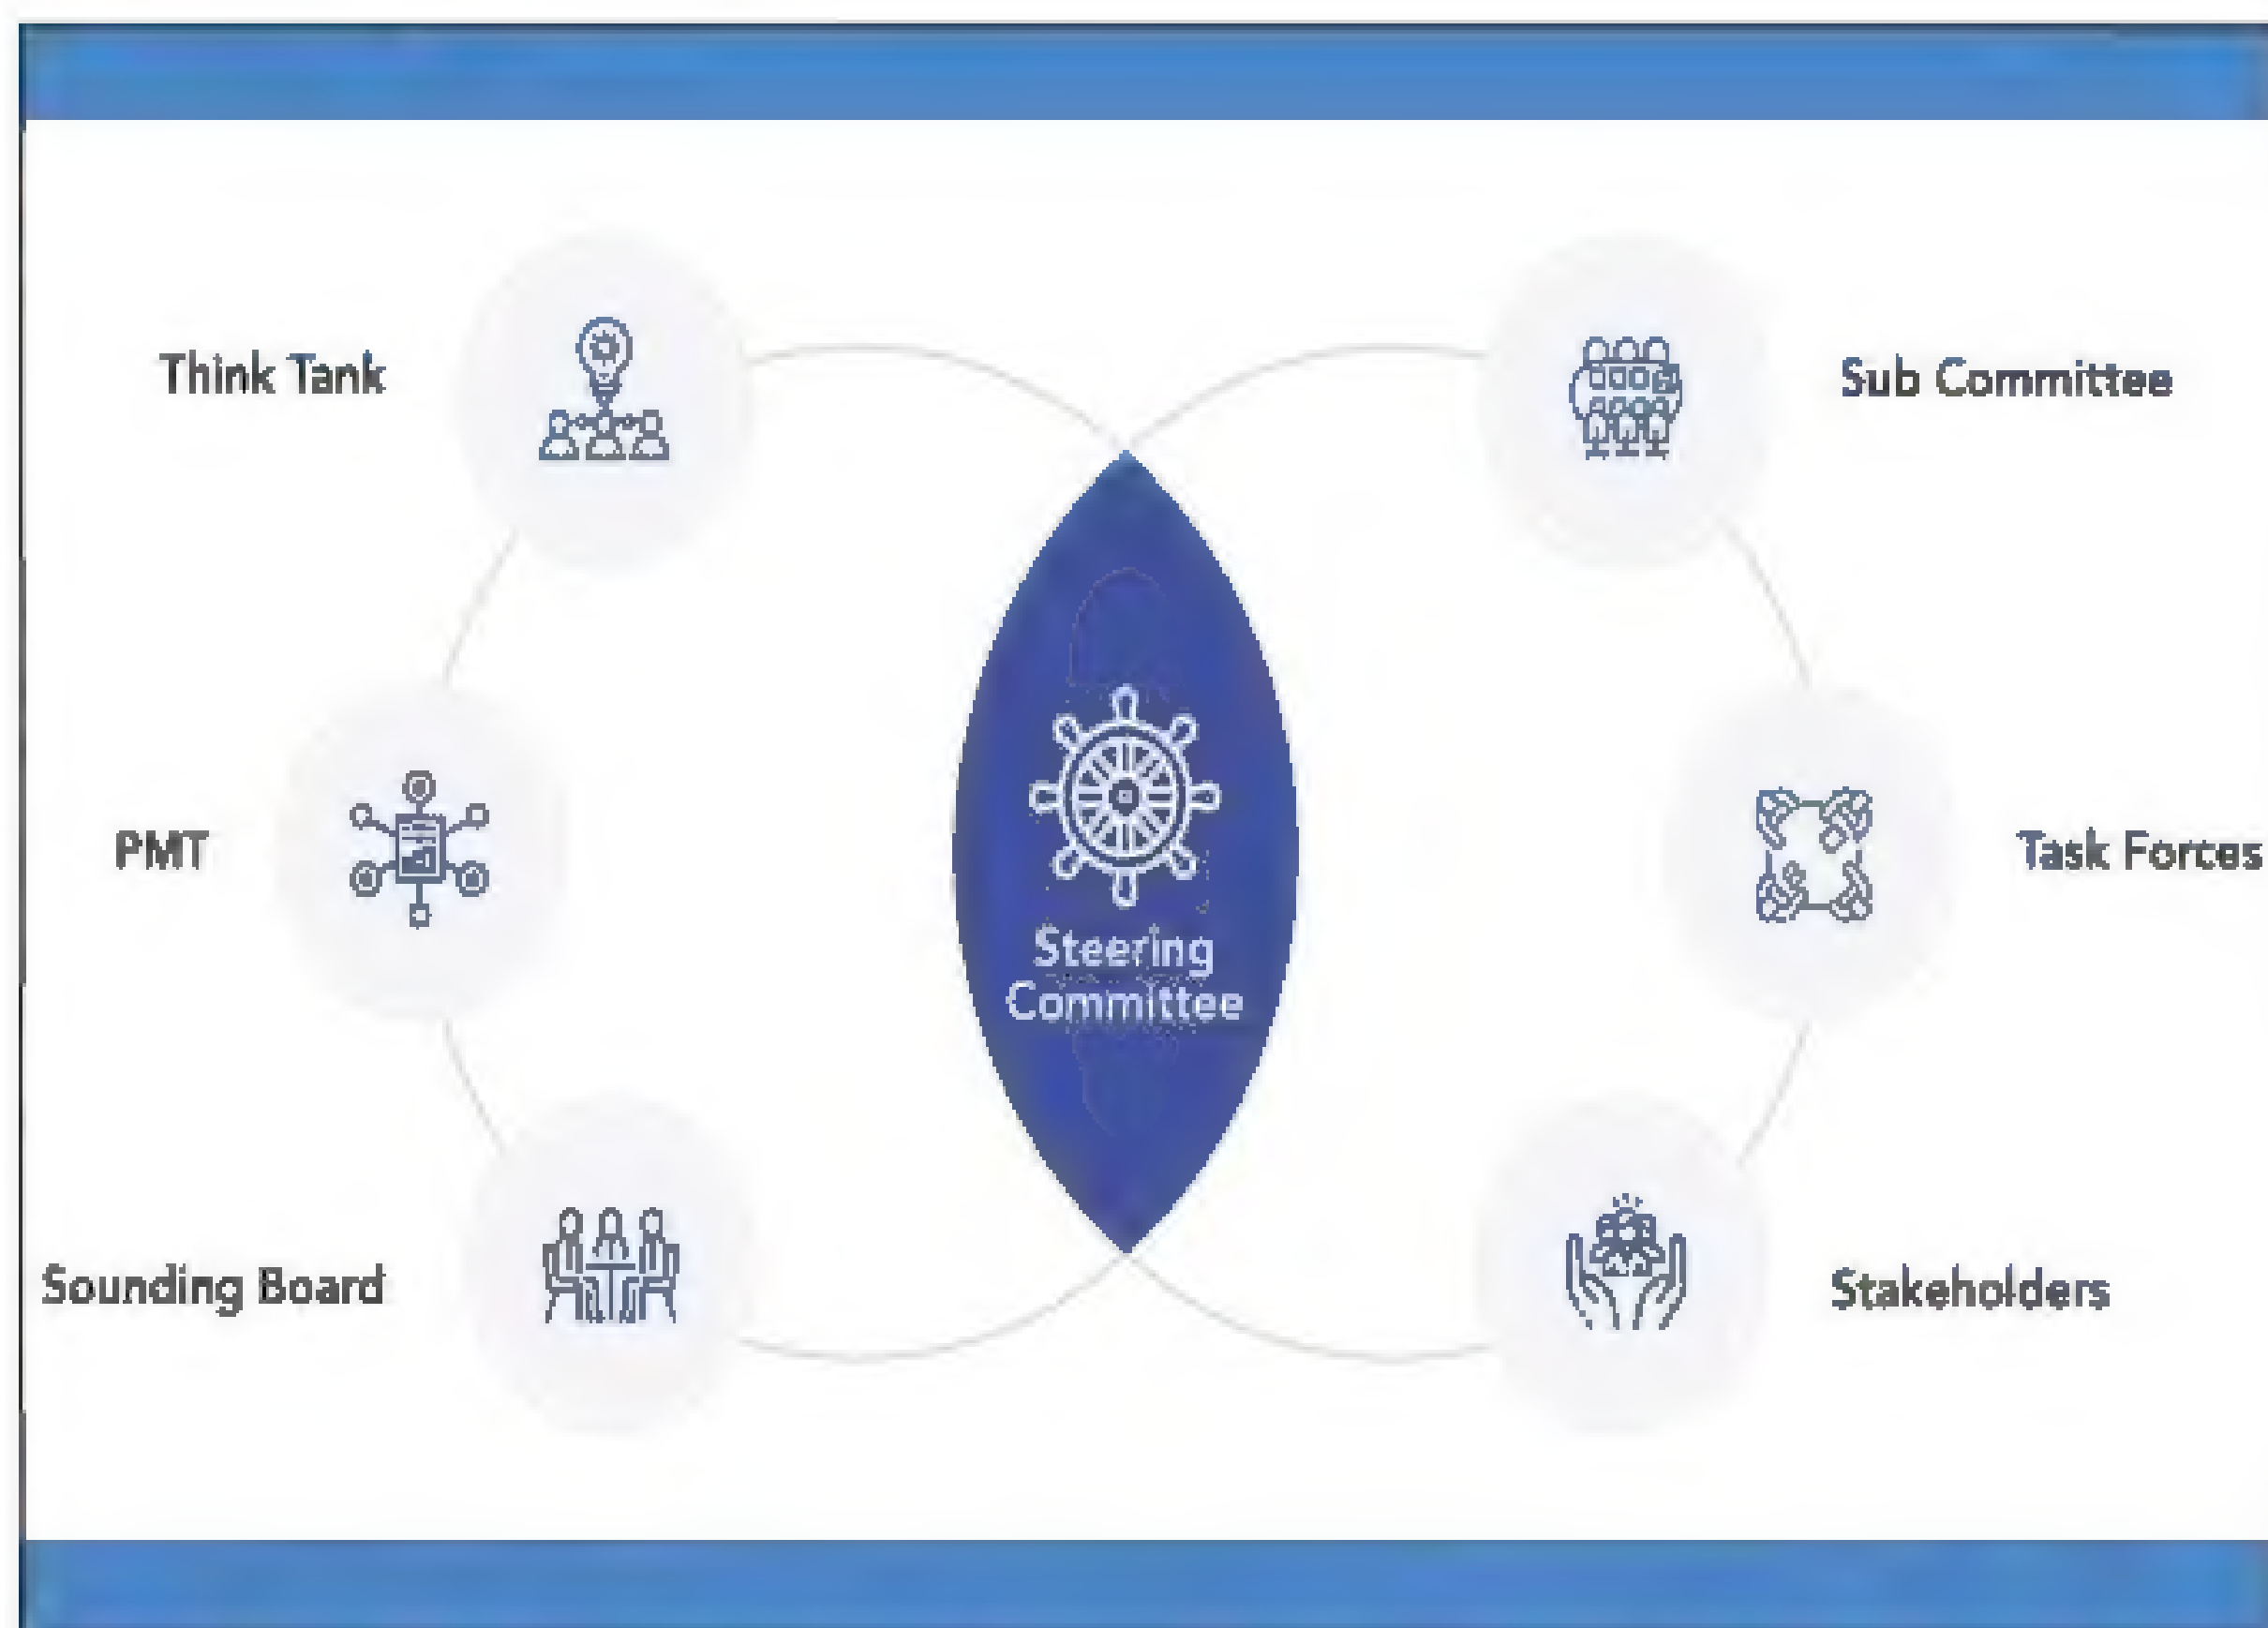 Think Tank
Sub Committee
PMT
Steering
Committee
Task Forces
Sounding Board
Stakeholders